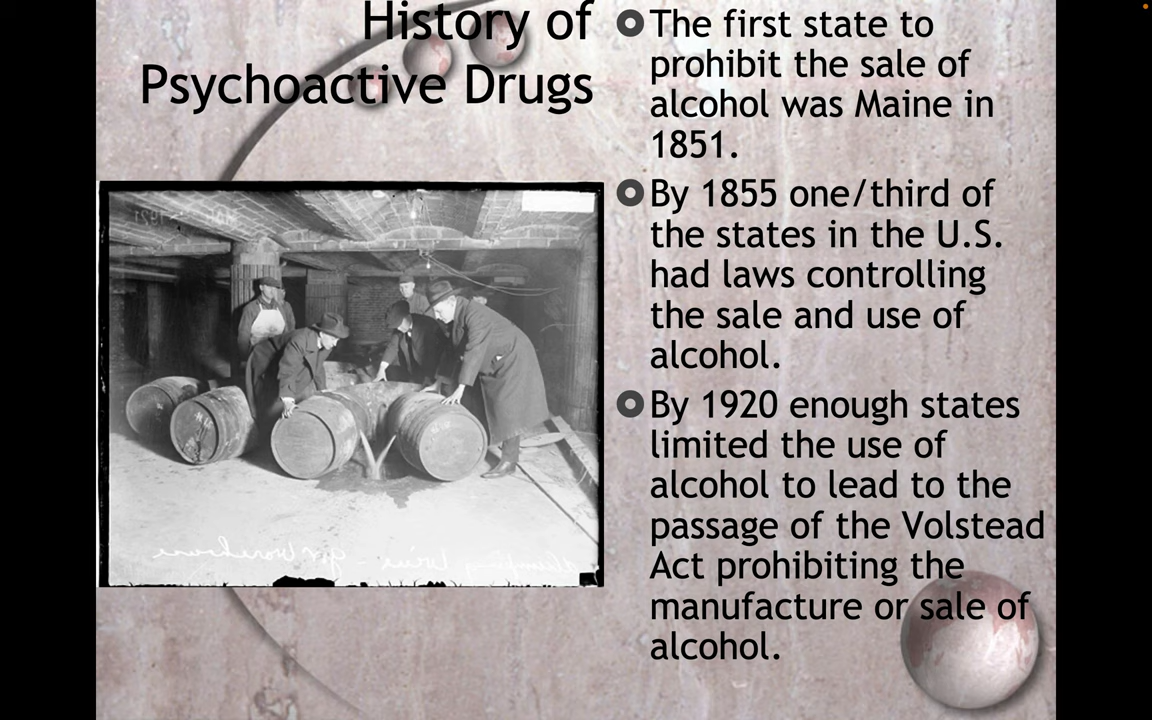 History of
Psychoactive Drugs
The first state to
prohibit the sale of
alcohol was Maine in
1851.
By 1855 one/third of
the states in the U.S.
had laws controlling
the sale and use of
alcohol.
By 1920 enough states
limited the use of
alcohol to lead to the
passage of the Volstead
Act prohibiting the
manufacture or sale of
alcohol.